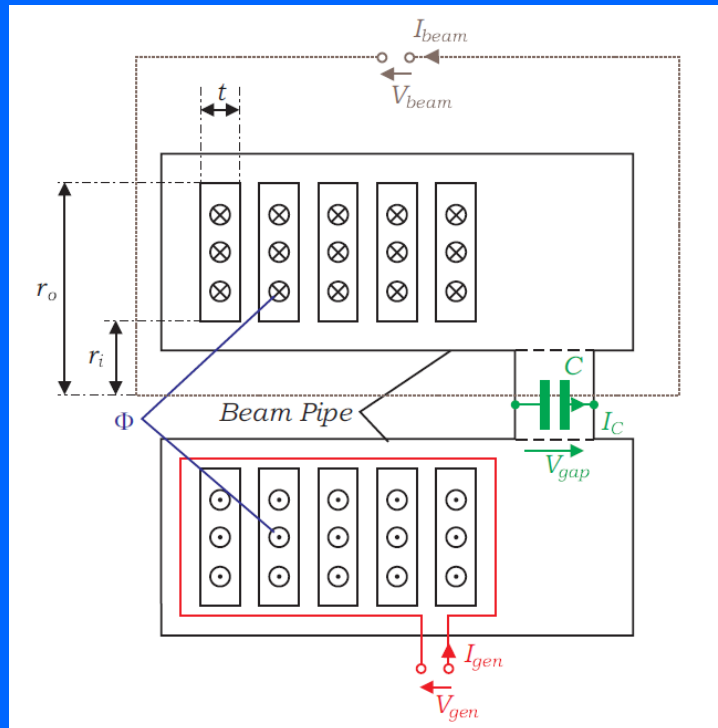 I_beam
V_beam
t
r_o
r_i
C
Φ
Beam Pipe
I_C
V_gap
I_gen
V_gen